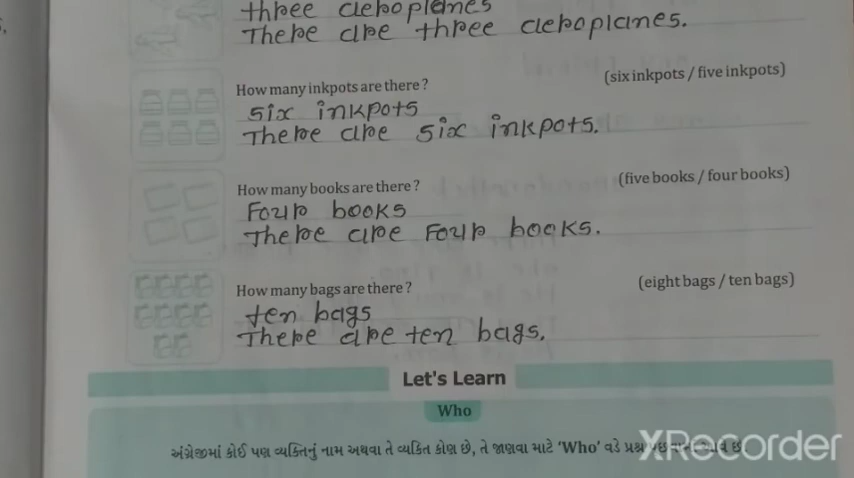 three aeroplanes
There are three aeroplanes.
How many inkpots are there? (six inkpots / five inkpots)
six inkpots
There are six inkpots.
How many books are there? (five books / four books)
Four books
There are Four books.
How many bags are there? (eight bags / ten bags)
ten bags
There are ten bags.
Let's Learn
Who
અંગ્રેજીમાં કોઈ પણ વ્યક્તિનું નામ અથવા તે વ્યક્તિ કોણ છે, તે જાણવા માટે ‘Who’ વડે પ્રશ્ન
XRecorder